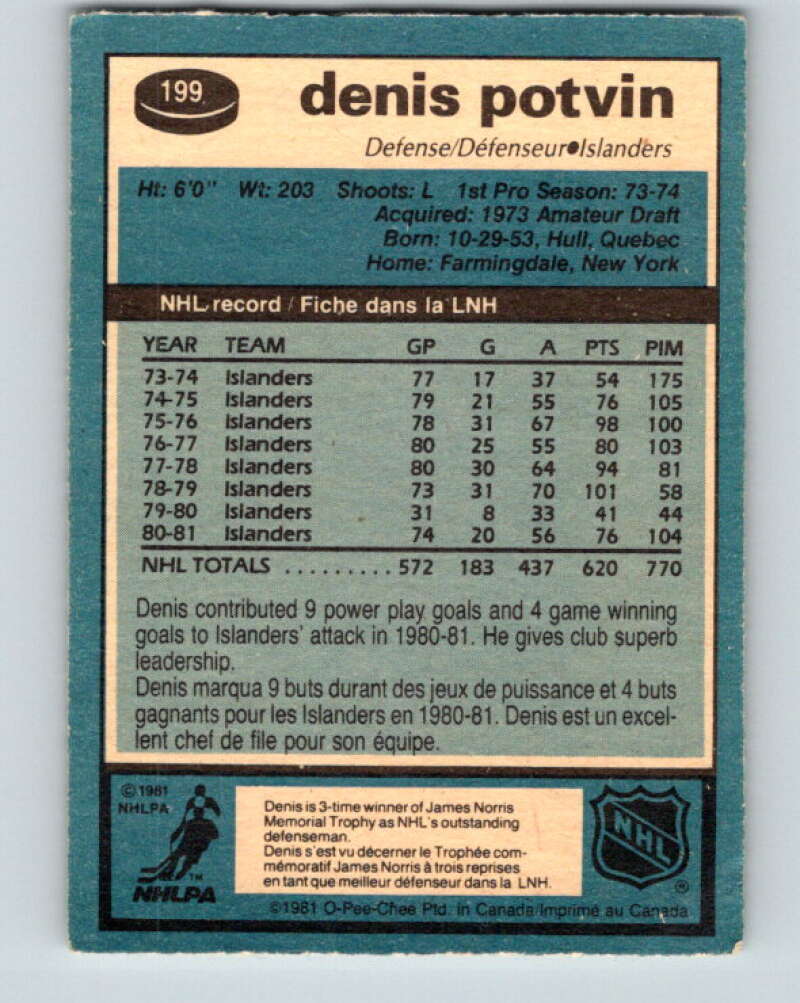 199
denis potvin
Defense/Défenseur●Islanders
Ht: 6'0" Wt: 203 Shoots: L 1st Pro Season: 73-74
Acquired: 1973 Amateur Draft
Born: 10-29-53, Hull, Quebec
Home: Farmingdale, New York
NHL record / Fiche dans la LNH
YEAR TEAM GP G A PTS PIM
73-74 Islanders 77 17 37 54 175
74-75 Islanders 79 21 55 76 105
75-76 Islanders 78 31 67 98 100
76-77 Islanders 80 25 55 80 103
77-78 Islanders 80 30 64 94 81
78-79 Islanders 73 31 70 101 58
79-80 Islanders 31 8 33 41 44
80-81 Islanders 74 20 56 76 104
NHL TOTALS .......... 572 183 437 620 770
Denis contributed 9 power play goals and 4 game winning
goals to Islanders' attack in 1980-81. He gives club superb
leadership.
Denis marqua 9 buts durant des jeux de puissance et 4 buts
gagnants pour les Islanders en 1980-81. Denis est un excel-
lent chef de file pour son équipe.
©1981
NHLPA
TM
NHLPA
Denis is 3-time winner of James Norris
Memorial Trophy as NHL's outstanding
defenseman.
Denis s'est vu décerner le Trophée com-
mémoratif James Norris à trois reprises
en tant que meilleur défenseur dans la LNH.
NHL
®
©1981 O-Pee-Chee Ptd. in Canada/Imprimé au Canada